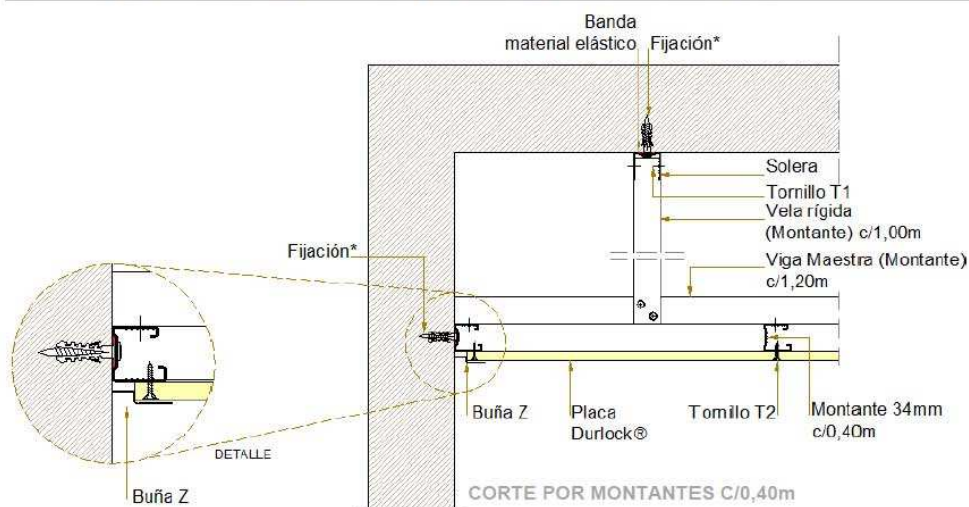 Banda
material elástico
Fijación*
Solera
Tornillo T1
Vela rígida
(Montante) c/1,00m
Viga Maestra (Montante)
c/1,20m
Fijación*
Buña Z
Placa
Durlock®
Tornillo T2
Montante 34mm
c/0,40m
DETALLE
Buña Z
CORTE POR MONTANTES C/0,40m